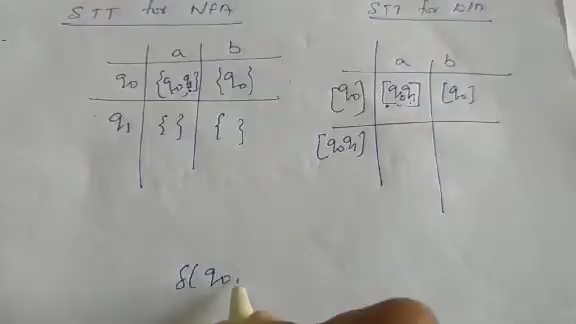 STT for NFA
a b
q0 {q0q1} {q0}
q1 { } { }
STT for DFA
a b
[q0] [q0q1] [q0]
[q0q1]
δ(q0,